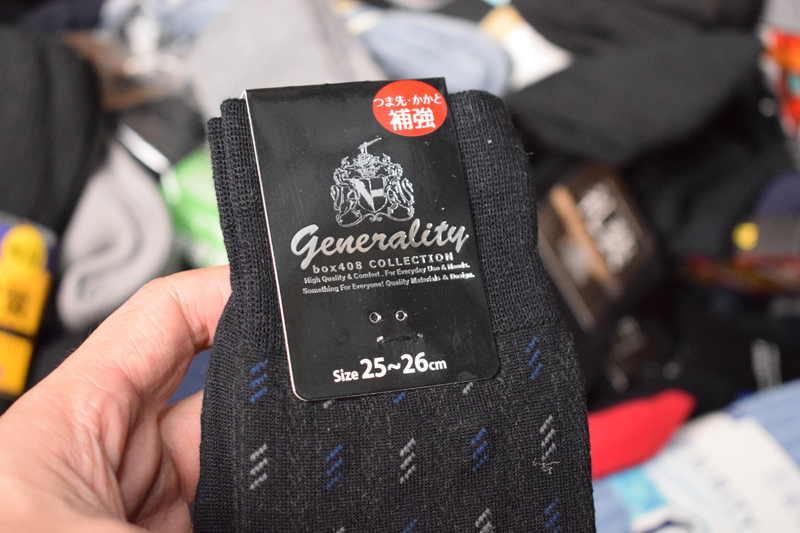 つま先・かかと
補強
Generality
box408 COLLECTION
High Quality & Comfort . For Everyday Use & Needs.
Something For Everyone! Quality Materials & Design.
Size 25~26cm